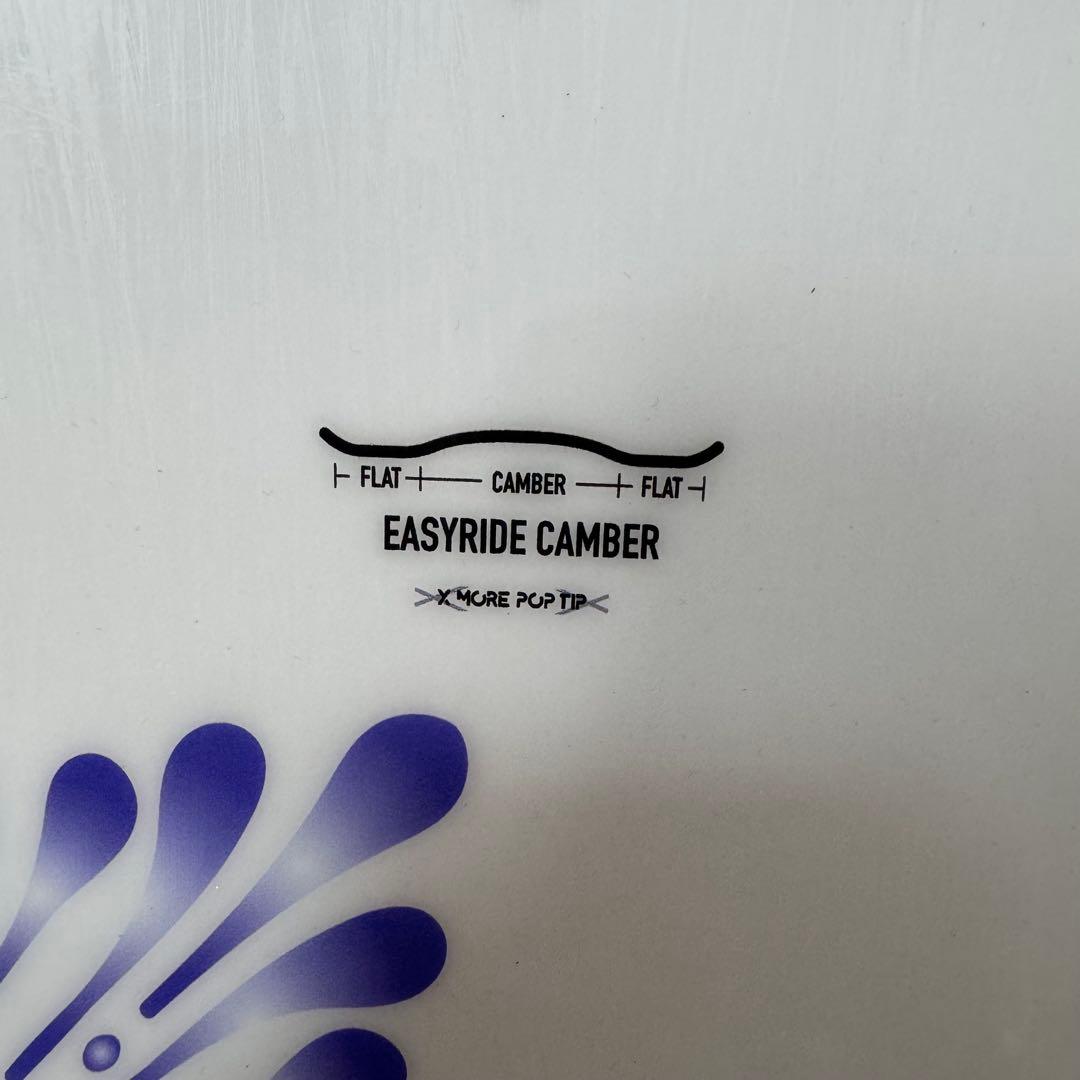 FLAT CAMBER FLAT
EASYRIDE CAMBER
X MORE POP TIP